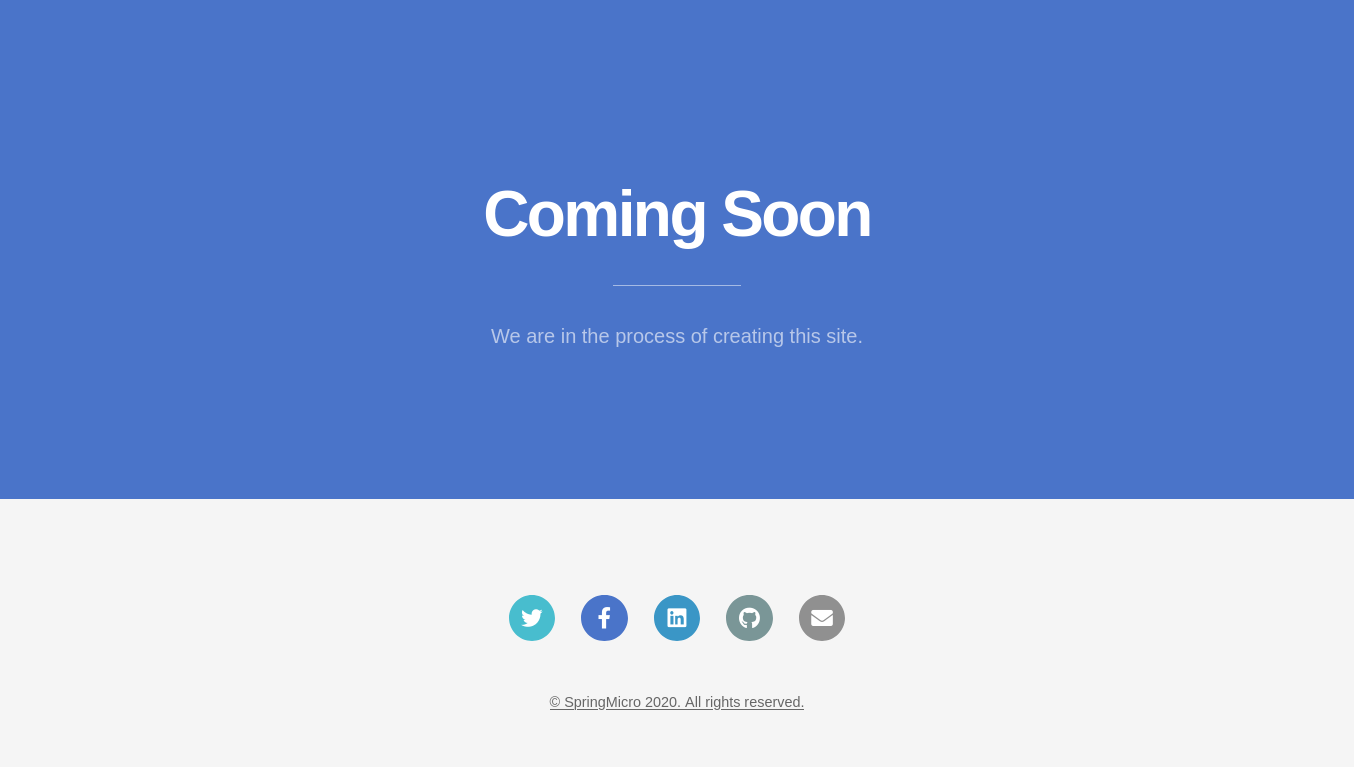 Coming Soon
We are in the process of creating this site.
© SpringMicro 2020. All rights reserved.